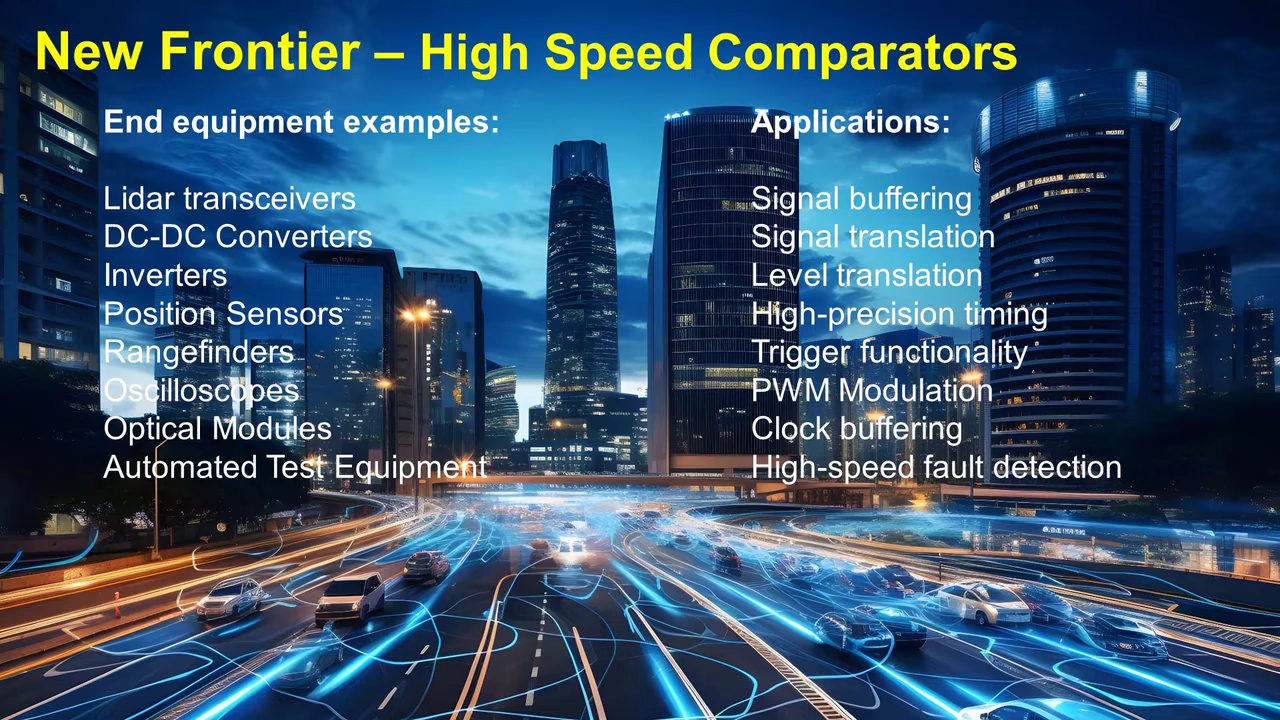 New Frontier – High Speed Comparators
End equipment examples:
Lidar transceivers
DC-DC Converters
Inverters
Position Sensors
Rangefinders
Oscilloscopes
Optical Modules
Automated Test Equipment
Applications:
Signal buffering
Signal translation
Level translation
High-precision timing
Trigger functionality
PWM Modulation
Clock buffering
High-speed fault detection